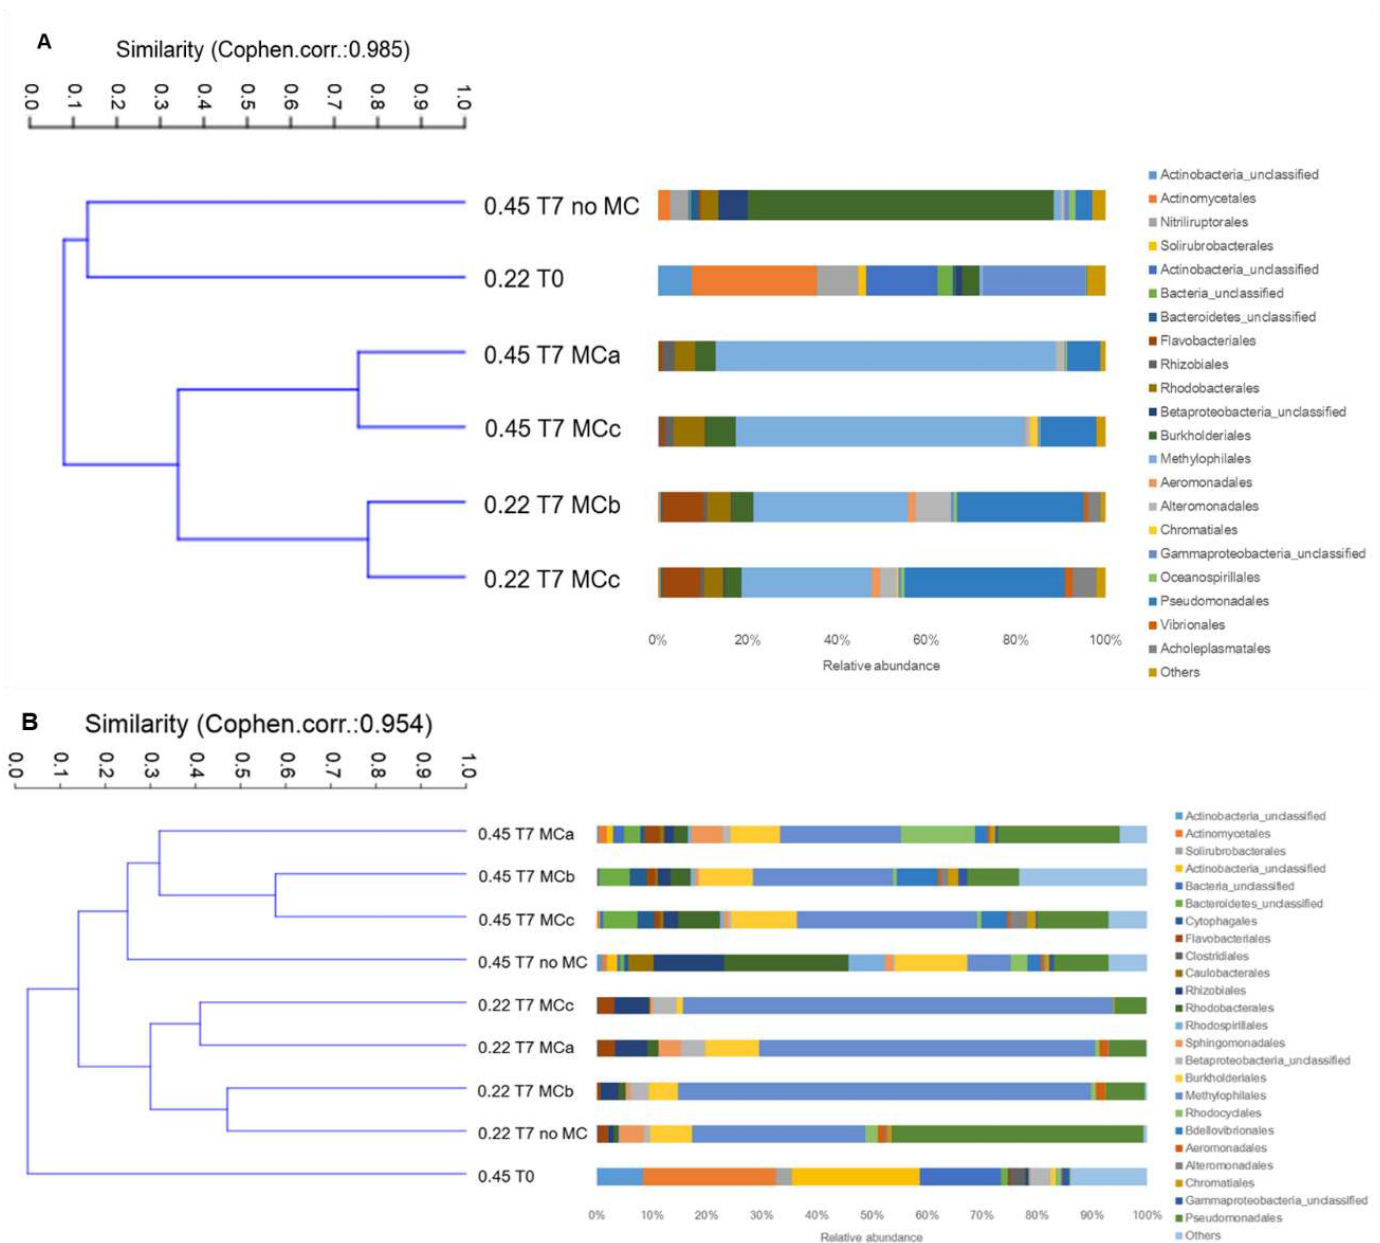 A
Similarity (Cophen.corr.:0.985)
0.0 0.1 0.2 0.3 0.4 0.5 0.6 0.7 0.8 0.9 1.0
0.45 T7 no MC
0.22 T0
0.45 T7 MCa
0.45 T7 MCc
0.22 T7 MCb
0.22 T7 MCc
0% 20% 40% 60% 80% 100%
Relative abundance
Actinobacteria_unclassified
Actinomycetales
Nitriliruptorales
Solirubrobacterales
Actinobacteria_unclassified
Bacteria_unclassified
Bacteroidetes_unclassified
Flavobacteriales
Rhizobiales
Rhodobacterales
Betaproteobacteria_unclassified
Burkholderiales
Methylophilales
Aeromonadales
Alteromonadales
Chromatiales
Gammaproteobacteria_unclassified
Oceanospirillales
Pseudomonadales
Vibrionales
Acholeplasmatales
Others
B
Similarity (Cophen.corr.:0.954)
0.0 0.1 0.2 0.3 0.4 0.5 0.6 0.7 0.8 0.9 1.0
0.45 T7 MCa
0.45 T7 MCb
0.45 T7 MCc
0.45 T7 no MC
0.22 T7 MCc
0.22 T7 MCa
0.22 T7 MCb
0.22 T7 no MC
0.45 T0
0% 10% 20% 30% 40% 50% 60% 70% 80% 90% 100%
Relative abundance
Actinobacteria_unclassified
Actinomycetales
Solirubrobacterales
Actinobacteria_unclassified
Bacteria_unclassified
Bacteroidetes_unclassified
Cytophagales
Flavobacteriales
Clostridiales
Caulobacterales
Rhizobiales
Rhodobacterales
Rhodospirillales
Sphingomonadales
Betaproteobacteria_unclassified
Burkholderiales
Methylophilales
Rhodocyclales
Bdellovibrionales
Aeromonadales
Alteromonadales
Chromatiales
Gammaproteobacteria_unclassified
Pseudomonadales
Others